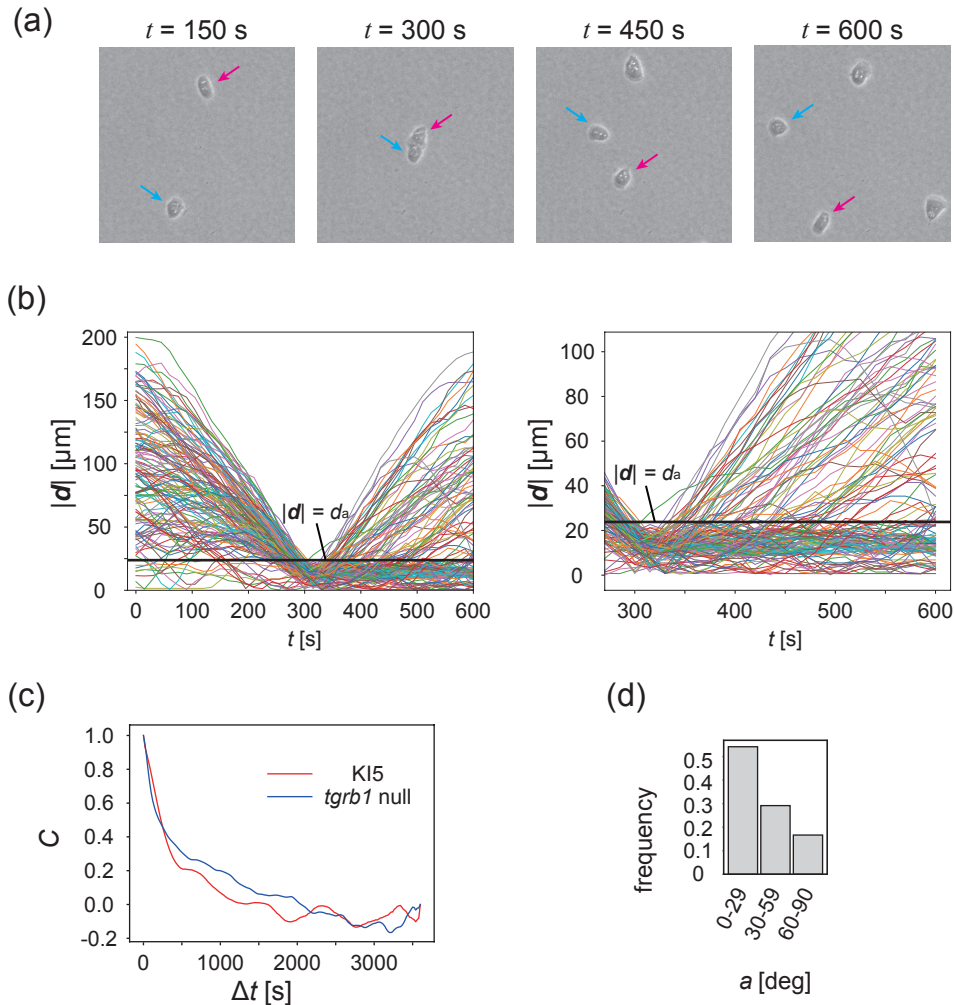 (a)
t = 150 s
t = 300 s
t = 450 s
t = 600 s
(b)
200
150
100
50
0
|d| [µm]
|d| = da
0 100 200 300 400 500 600
t [s]
100
80
60
40
20
0
|d| [µm]
|d| = da
300 400 500 600
t [s]
(c)
1.0
0.8
0.6
0.4
0.2
0.0
-0.2
C
KI5
tgrb1 null
0 1000 2000 3000
Δt [s]
(d)
0.5
0.4
0.3
0.2
0.1
0
frequency
0-29
30-59
60-90
a [deg]